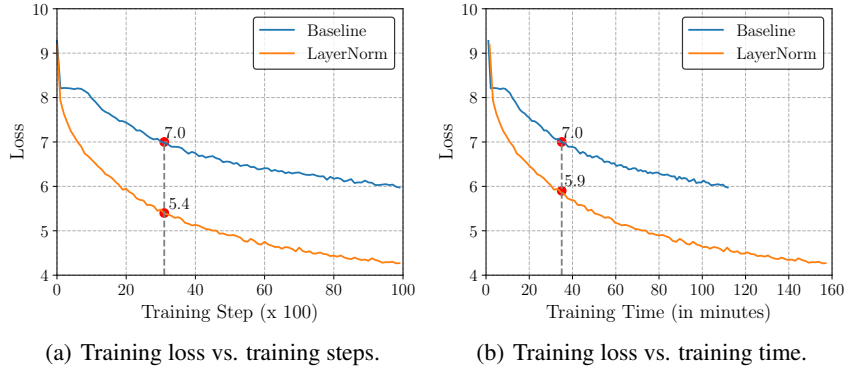 10
9
8
7
6
5
4
Loss
Baseline
LayerNorm
7.0
5.4
0 20 40 60 80 100
Training Step (x 100)
(a) Training loss vs. training steps.
10
9
8
7
6
5
4
Loss
Baseline
LayerNorm
7.0
5.9
0 20 40 60 80 100 120 140 160
Training Time (in minutes)
(b) Training loss vs. training time.